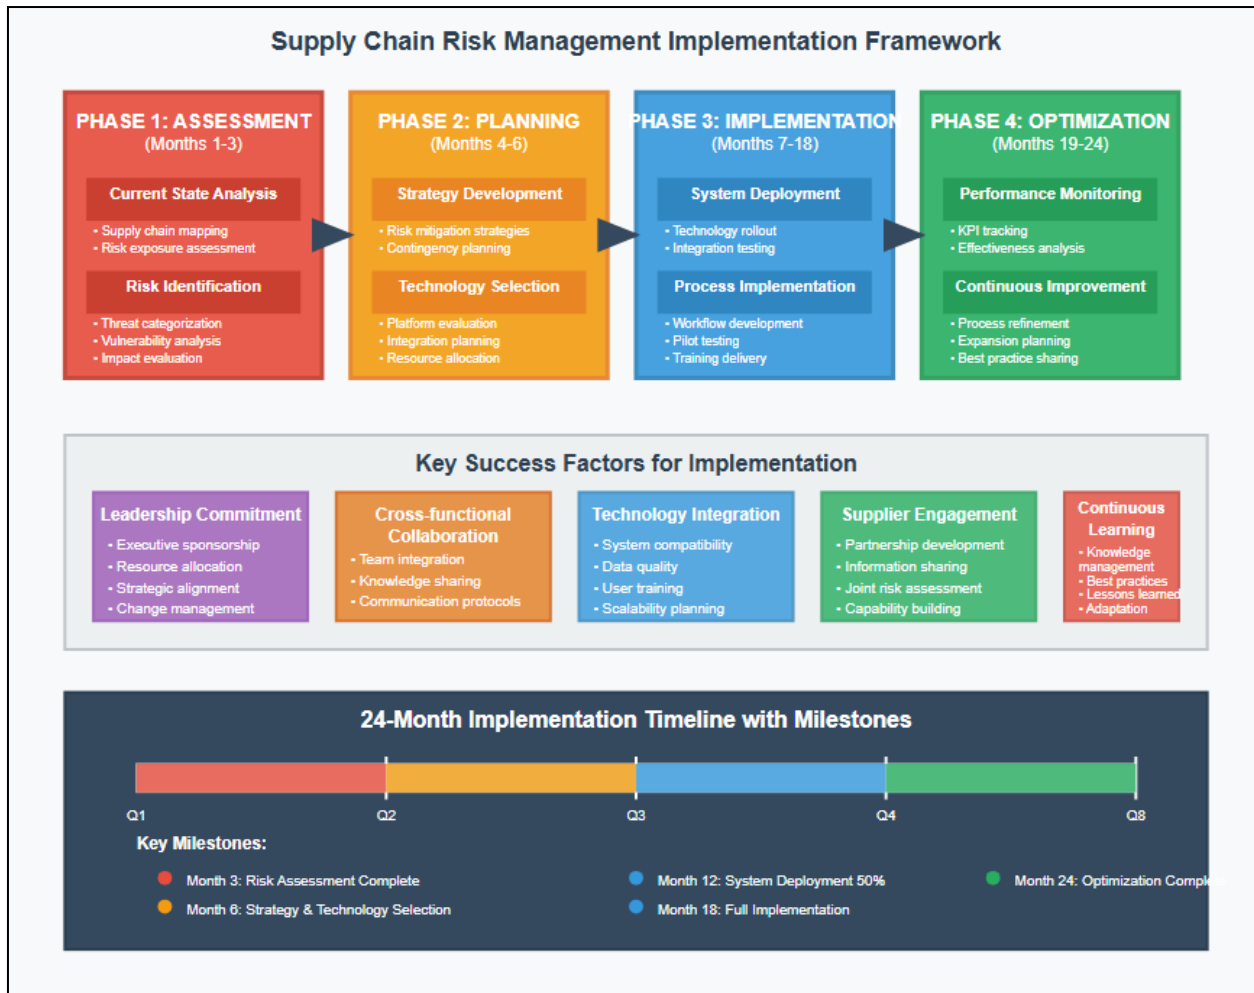 Supply Chain Risk Management Implementation Framework
PHASE 1: ASSESSMENT
(Months 1-3)
Current State Analysis
• Supply chain mapping
• Risk exposure assessment
Risk Identification
• Threat categorization
• Vulnerability analysis
• Impact evaluation
PHASE 2: PLANNING
(Months 4-6)
Strategy Development
• Risk mitigation strategies
• Contingency planning
Technology Selection
• Platform evaluation
• Integration planning
• Resource allocation
PHASE 3: IMPLEMENTATION
(Months 7-18)
System Deployment
• Technology rollout
• Integration testing
Process Implementation
• Workflow development
• Pilot testing
• Training delivery
PHASE 4: OPTIMIZATION
(Months 19-24)
Performance Monitoring
• KPI tracking
• Effectiveness analysis
Continuous Improvement
• Process refinement
• Expansion planning
• Best practice sharing
Key Success Factors for Implementation
Leadership Commitment
• Executive sponsorship
• Resource allocation
• Strategic alignment
• Change management
Cross-functional
Collaboration
• Team integration
• Knowledge sharing
• Communication protocols
Technology Integration
• System compatibility
• Data quality
• User training
• Scalability planning
Supplier Engagement
• Partnership development
• Information sharing
• Joint risk assessment
• Capability building
Continuous
Learning
• Knowledge
management
• Best practices
• Lessons learned
• Adaptation
24-Month Implementation Timeline with Milestones
Q1 Q2 Q3 Q4 Q8
Key Milestones:
Month 3: Risk Assessment Complete
Month 6: Strategy & Technology Selection
Month 12: System Deployment 50%
Month 18: Full Implementation
Month 24: Optimization